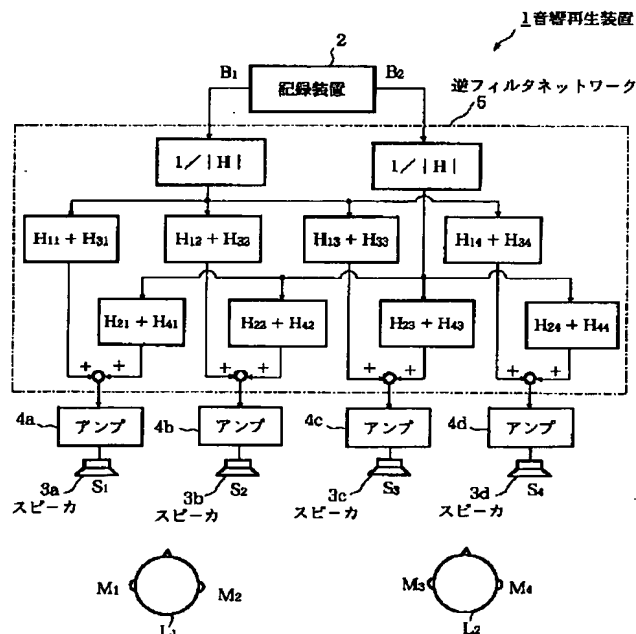 1音響再生装置
2
B₁
B₂
記録装置
逆フィルタネットワーク
5
1／|H|
1／|H|
H₁₁ + H₃₁
H₁₂ + H₃₂
H₁₃ + H₃₃
H₁₄ + H₃₄
H₂₁ + H₄₁
H₂₂ + H₄₂
H₂₃ + H₄₃
H₂₄ + H₄₄
+ + + + + + + +
4a アンプ
4b アンプ
4c アンプ
4d アンプ
3a S₁
3b S₂
3c S₃
3d S₄
スピーカ スピーカ スピーカ スピーカ
M₁ M₂ M₃ M₄
L₁ L₂